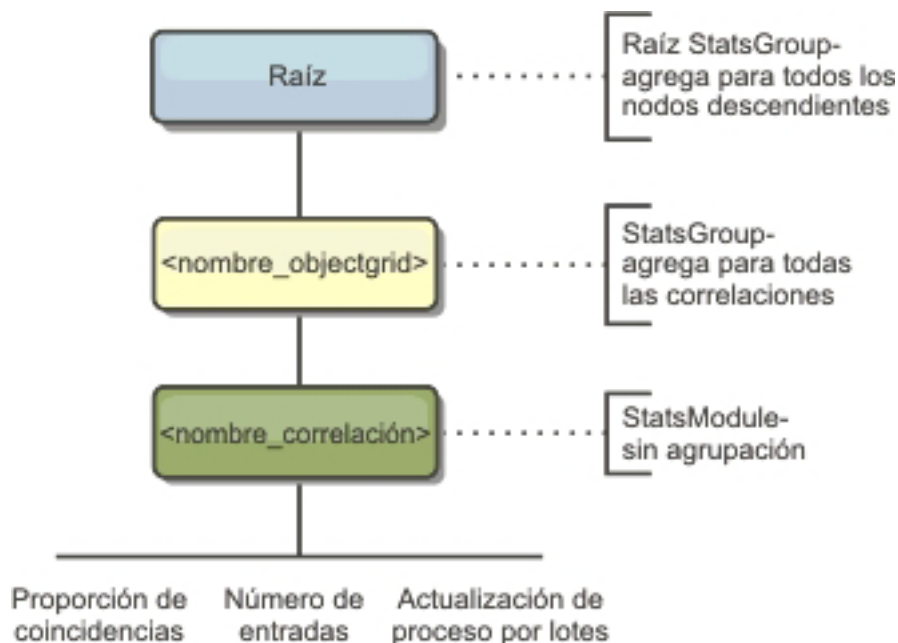 Raíz
Raíz StatsGroup-
agrega para todos los
nodos descendientes
<nombre_objectgrid>
StatsGroup-
agrega para todas
las correlaciones
<nombre_correlación>
StatsModule-
sin agrupación
Proporción de
coincidencias
Número de
entradas
Actualización de
proceso por lotes